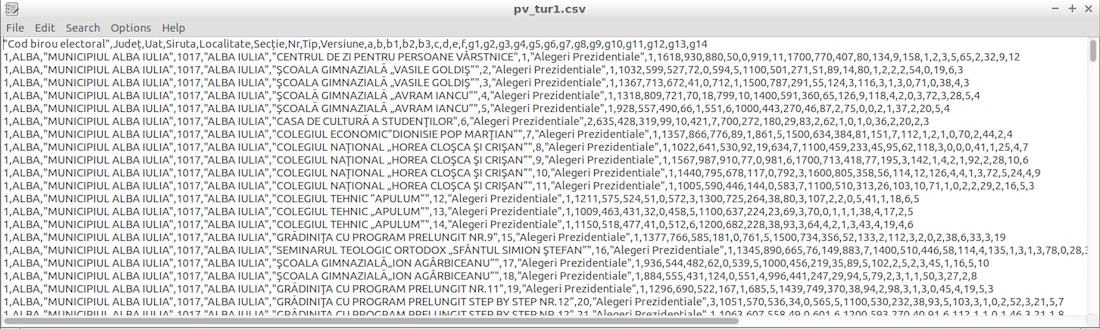 pv_tur1.csv
File Edit Search Options Help
"Cod birou electoral",Județ,Uat,Siruta,Localitate,Secție,Nr,Tip,Versiune,a,b,b1,b2,b3,c,d,e,f,g1,g2,g3,g4,g5,g6,g7,g8,g9,g10,g11,g12,g13,g14
1,ALBA,"MUNICIPIUL ALBA IULIA",1017,"ALBA IULIA","CENTRUL DE ZI PENTRU PERSOANE VÂRSTNICE",1,"Alegeri Prezidentiale",1,1618,930,880,50,0,919,11,1700,770,407,80,134,9,158,1,2,3,5,65,2,32,9,12
1,ALBA,"MUNICIPIUL ALBA IULIA",1017,"ALBA IULIA","ŞCOALA GIMNAZIALĂ „VASILE GOLDIŞ"",2,"Alegeri Prezidentiale",1,1032,599,527,72,0,594,5,1100,501,271,51,89,14,80,1,2,2,2,54,0,19,6,3
1,ALBA,"MUNICIPIUL ALBA IULIA",1017,"ALBA IULIA","ŞCOALA GIMNAZIALĂ „VASILE GOLDIŞ"",3,"Alegeri Prezidentiale",1,1367,713,672,41,0,712,1,1500,787,291,55,124,3,116,3,1,3,0,71,0,38,4,3
1,ALBA,"MUNICIPIUL ALBA IULIA",1017,"ALBA IULIA","ŞCOALA GIMNAZIALĂ „AVRAM IANCU"",4,"Alegeri Prezidentiale",1,1318,809,721,70,18,799,10,1400,591,360,65,126,9,118,4,2,0,3,72,3,28,5,4
1,ALBA,"MUNICIPIUL ALBA IULIA",1017,"ALBA IULIA","ŞCOALA GIMNAZIALĂ „AVRAM IANCU"",5,"Alegeri Prezidentiale",1,928,557,490,66,1,551,6,1000,443,270,46,87,2,75,0,0,2,1,37,2,20,5,4
1,ALBA,"MUNICIPIUL ALBA IULIA",1017,"ALBA IULIA","CASA DE CULTURĂ A STUDENȚILOR",6,"Alegeri Prezidentiale",2,635,428,319,99,10,421,7,700,272,180,29,83,2,62,1,0,1,0,36,2,20,2,3
1,ALBA,"MUNICIPIUL ALBA IULIA",1017,"ALBA IULIA","COLEGIUL ECONOMIC"DIONISIE POP MARȚIAN"",7,"Alegeri Prezidentiale",1,1357,866,776,89,1,861,5,1500,634,384,81,151,7,112,1,2,1,0,70,2,44,2,4
1,ALBA,"MUNICIPIUL ALBA IULIA",1017,"ALBA IULIA","COLEGIUL NAȚIONAL „HOREA CLOŞCA ŞI CRIŞAN"",8,"Alegeri Prezidentiale",1,1022,641,530,92,19,634,7,1100,459,233,45,95,62,118,3,0,0,0,41,1,25,4,7
1,ALBA,"MUNICIPIUL ALBA IULIA",1017,"ALBA IULIA","COLEGIUL NAȚIONAL „HOREA CLOŞCA ŞI CRIŞAN"",9,"Alegeri Prezidentiale",1,1567,987,910,77,0,981,6,1700,713,418,77,195,3,142,1,4,2,1,92,2,28,10,6
1,ALBA,"MUNICIPIUL ALBA IULIA",1017,"ALBA IULIA","COLEGIUL NAȚIONAL „HOREA CLOŞCA ŞI CRIŞAN"",10,"Alegeri Prezidentiale",1,1440,795,678,117,0,792,3,1600,805,358,56,114,12,126,4,4,1,3,72,5,24,4,9
1,ALBA,"MUNICIPIUL ALBA IULIA",1017,"ALBA IULIA","COLEGIUL NAȚIONAL „HOREA CLOŞCA ŞI CRIŞAN"",11,"Alegeri Prezidentiale",1,1005,590,446,144,0,583,7,1100,510,313,26,103,10,71,1,0,2,2,29,2,16,5,3
1,ALBA,"MUNICIPIUL ALBA IULIA",1017,"ALBA IULIA","COLEGIUL TEHNIC "APULUM"",12,"Alegeri Prezidentiale",1,1211,575,524,51,0,572,3,1300,725,264,38,80,3,107,2,2,0,5,41,1,18,6,5
1,ALBA,"MUNICIPIUL ALBA IULIA",1017,"ALBA IULIA","COLEGIUL TEHNIC „APULUM"",13,"Alegeri Prezidentiale",1,1009,463,431,32,0,458,5,1100,637,224,23,69,3,70,0,1,1,1,38,4,17,2,5
1,ALBA,"MUNICIPIUL ALBA IULIA",1017,"ALBA IULIA","COLEGIUL TEHNIC „APULUM"",14,"Alegeri Prezidentiale",1,1150,518,477,41,0,512,6,1200,682,228,38,93,3,64,4,2,1,3,43,4,19,4,6
1,ALBA,"MUNICIPIUL ALBA IULIA",1017,"ALBA IULIA","GRĂDINIȚA CU PROGRAM PRELUNGIT NR.9",15,"Alegeri Prezidentiale",1,1377,766,585,181,0,761,5,1500,734,356,52,133,2,112,3,2,0,2,38,6,33,3,19
1,ALBA,"MUNICIPIUL ALBA IULIA",1017,"ALBA IULIA","SEMINARUL TEOLOGIC ORTODOX „SFÂNTUL SIMION ŞTEFAN"",16,"Alegeri Prezidentiale",1,1345,890,665,76,149,883,7,1400,510,446,58,114,4,135,1,3,1,3,78,0,28,
1,ALBA,"MUNICIPIUL ALBA IULIA",1017,"ALBA IULIA","ŞCOALA GIMNAZIALĂ„ION AGÂRBICEANU"",17,"Alegeri Prezidentiale",1,936,544,482,62,0,539,5,1000,456,219,35,89,5,102,2,5,2,3,45,1,16,5,10
1,ALBA,"MUNICIPIUL ALBA IULIA",1017,"ALBA IULIA","ŞCOALA GIMNAZIALĂ„ION AGÂRBICEANU"",18,"Alegeri Prezidentiale",1,884,555,431,124,0,551,4,996,441,247,29,94,5,79,2,3,1,1,50,3,27,2,8
1,ALBA,"MUNICIPIUL ALBA IULIA",1017,"ALBA IULIA","GRĂDINIȚA CU PROGRAM PRELUNGIT NR.11",19,"Alegeri Prezidentiale",1,1296,690,522,167,1,685,5,1439,749,370,38,94,2,98,3,1,3,0,45,4,19,5,3
1,ALBA,"MUNICIPIUL ALBA IULIA",1017,"ALBA IULIA","GRĂDINIȚA CU PROGRAM PRELUNGIT STEP BY STEP NR.12",20,"Alegeri Prezidentiale",3,1051,570,536,34,0,565,5,1100,530,232,38,93,5,103,3,1,0,2,52,3,21,5,7